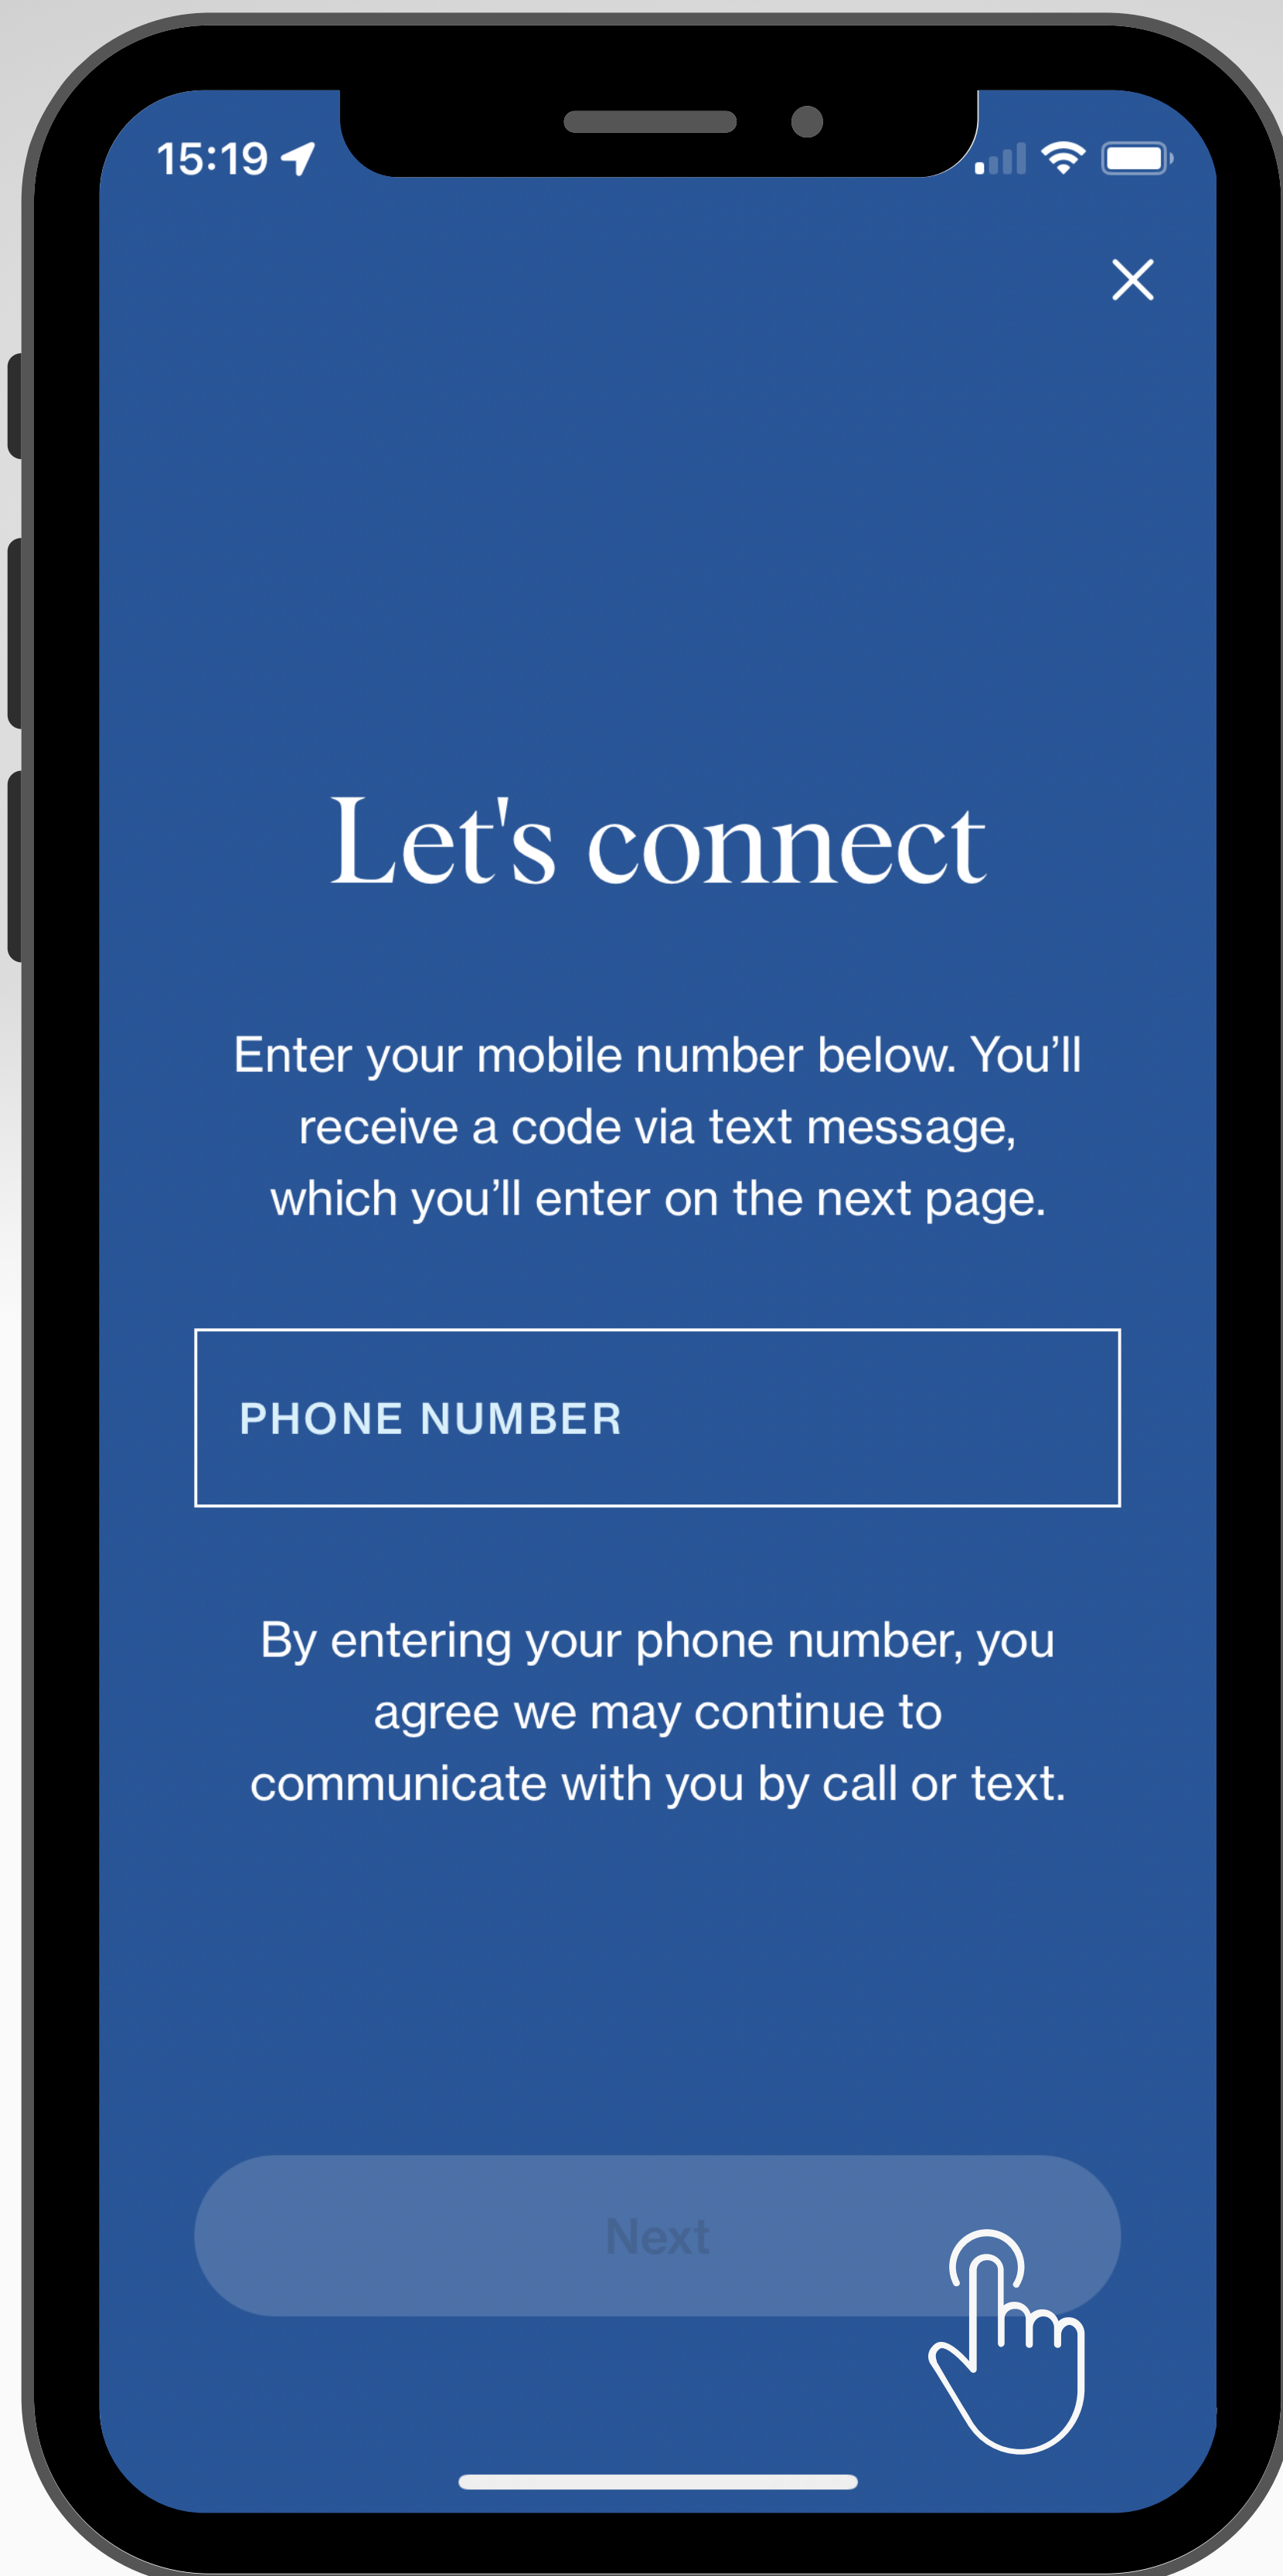 15:19
Let's connect
Enter your mobile number below. You’ll
receive a code via text message,
which you’ll enter on the next page.
PHONE NUMBER
By entering your phone number, you
agree we may continue to
communicate with you by call or text.
Next